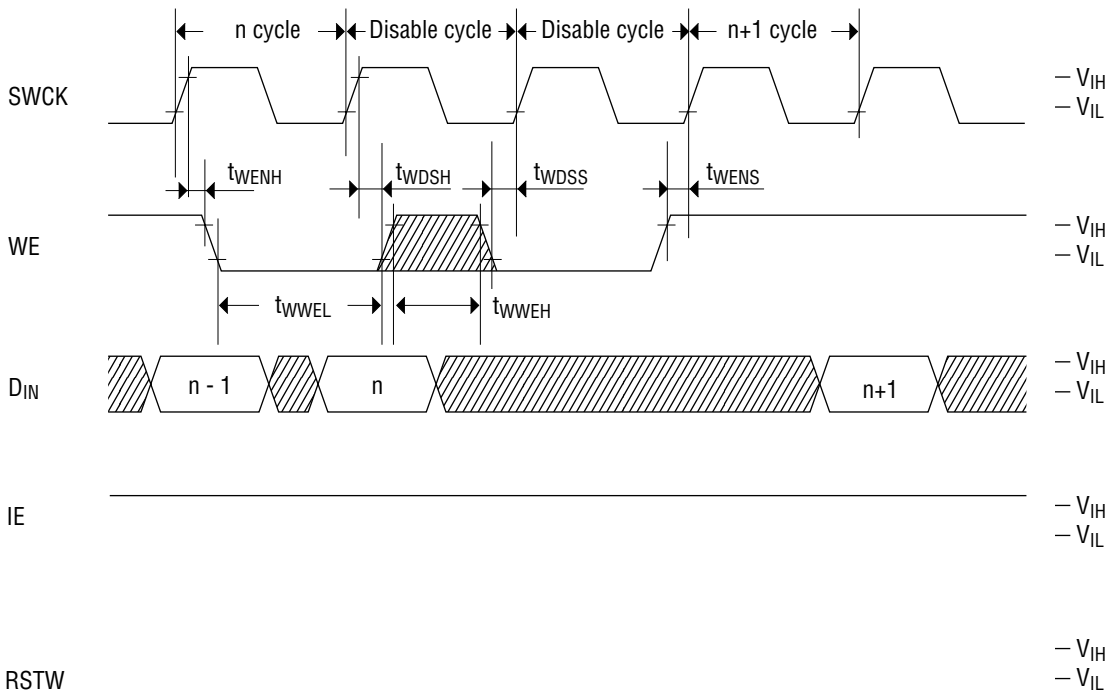 n cycle Disable cycle Disable cycle n+1 cycle
SWCK
VIH
VIL
tWENH tWDSH tWDSS tWENS
WE
VIH
VIL
tWWEL tWWEH
DIN
n - 1 n n+1
VIH
VIL
IE
VIH
VIL
RSTW
VIH
VIL